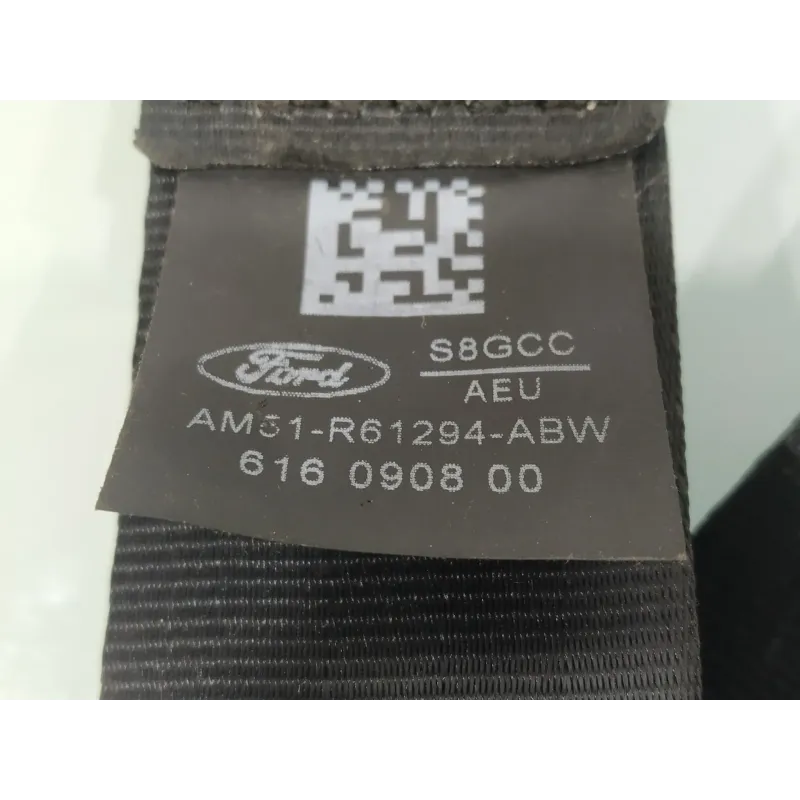 Ford
S8GCC
AEU
AM51-R61294-ABW
616 0908 00